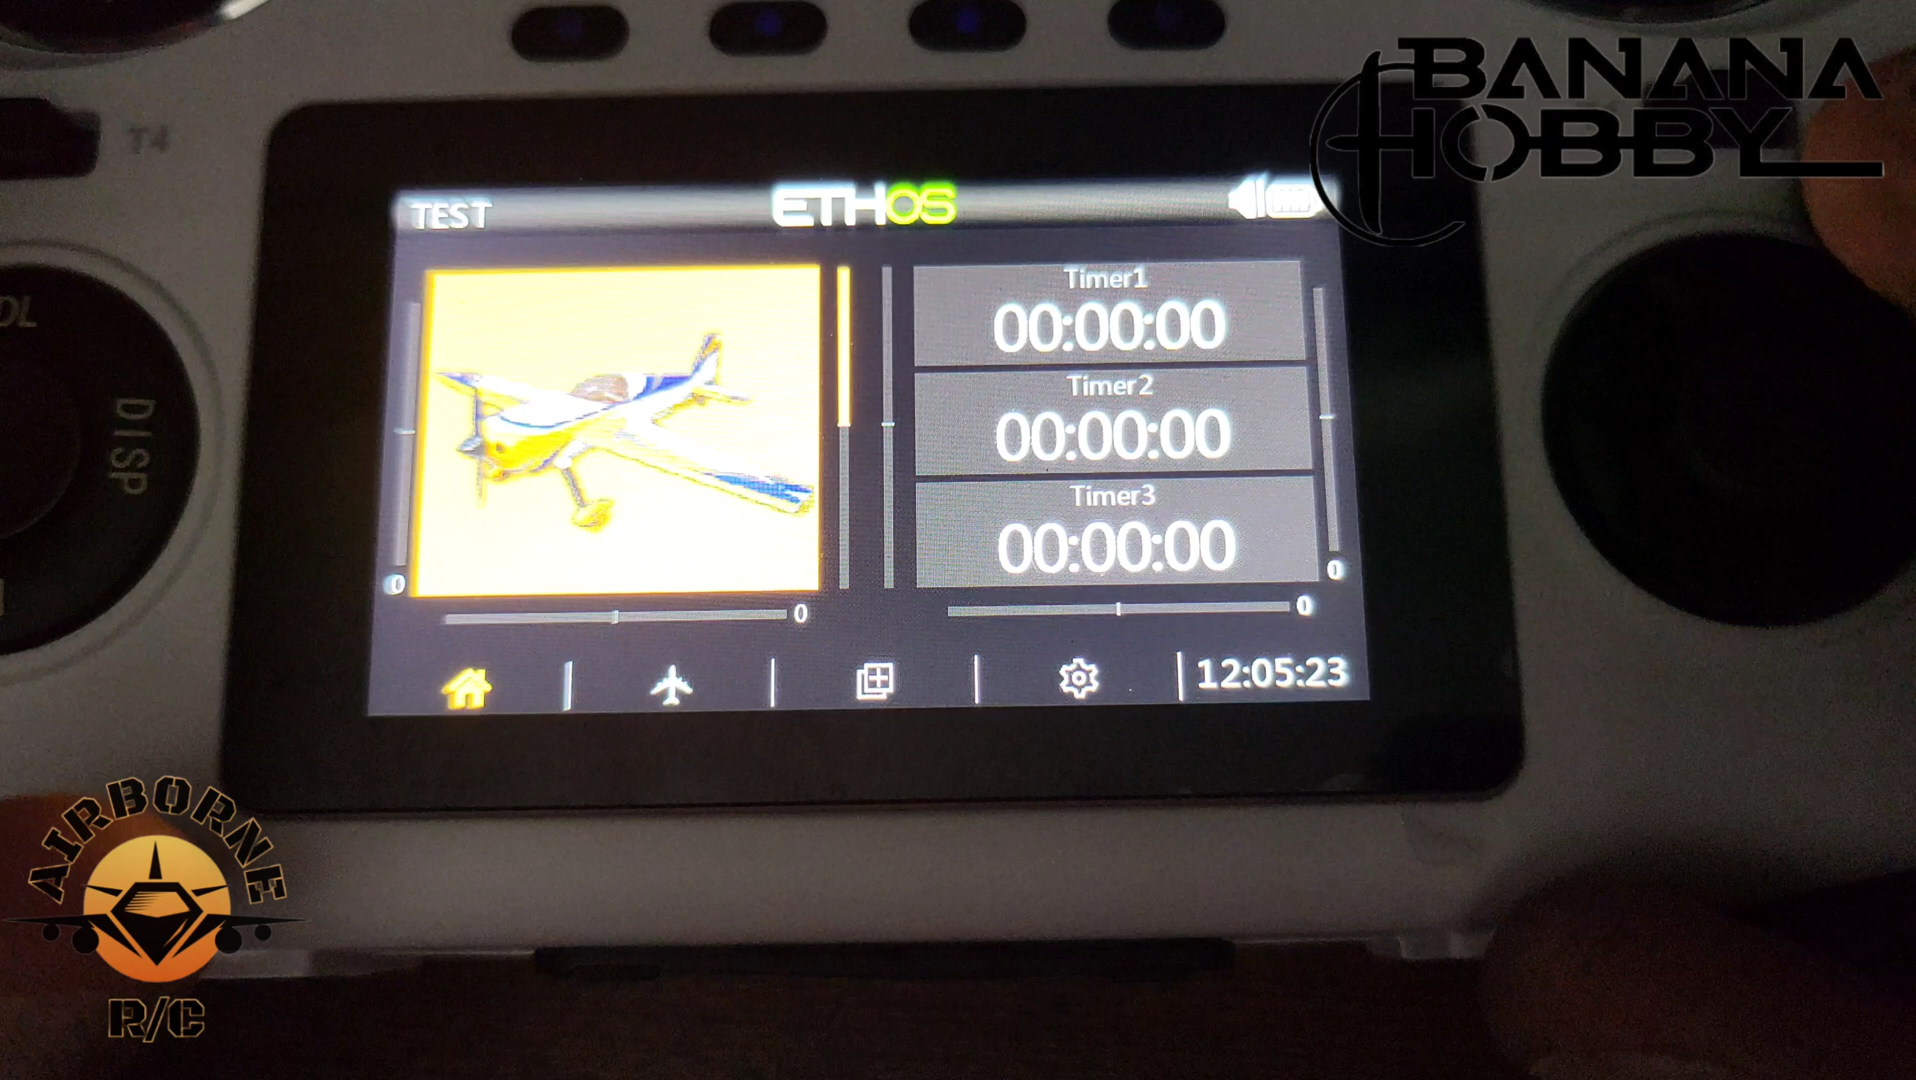 BANANA
HOBBY
T4
TEST
ETHOS
Timer1
00:00:00
Timer2
00:00:00
Timer3
00:00:00
DISP
0
0
0
0
12:05:23
AIRBORNE
R/C